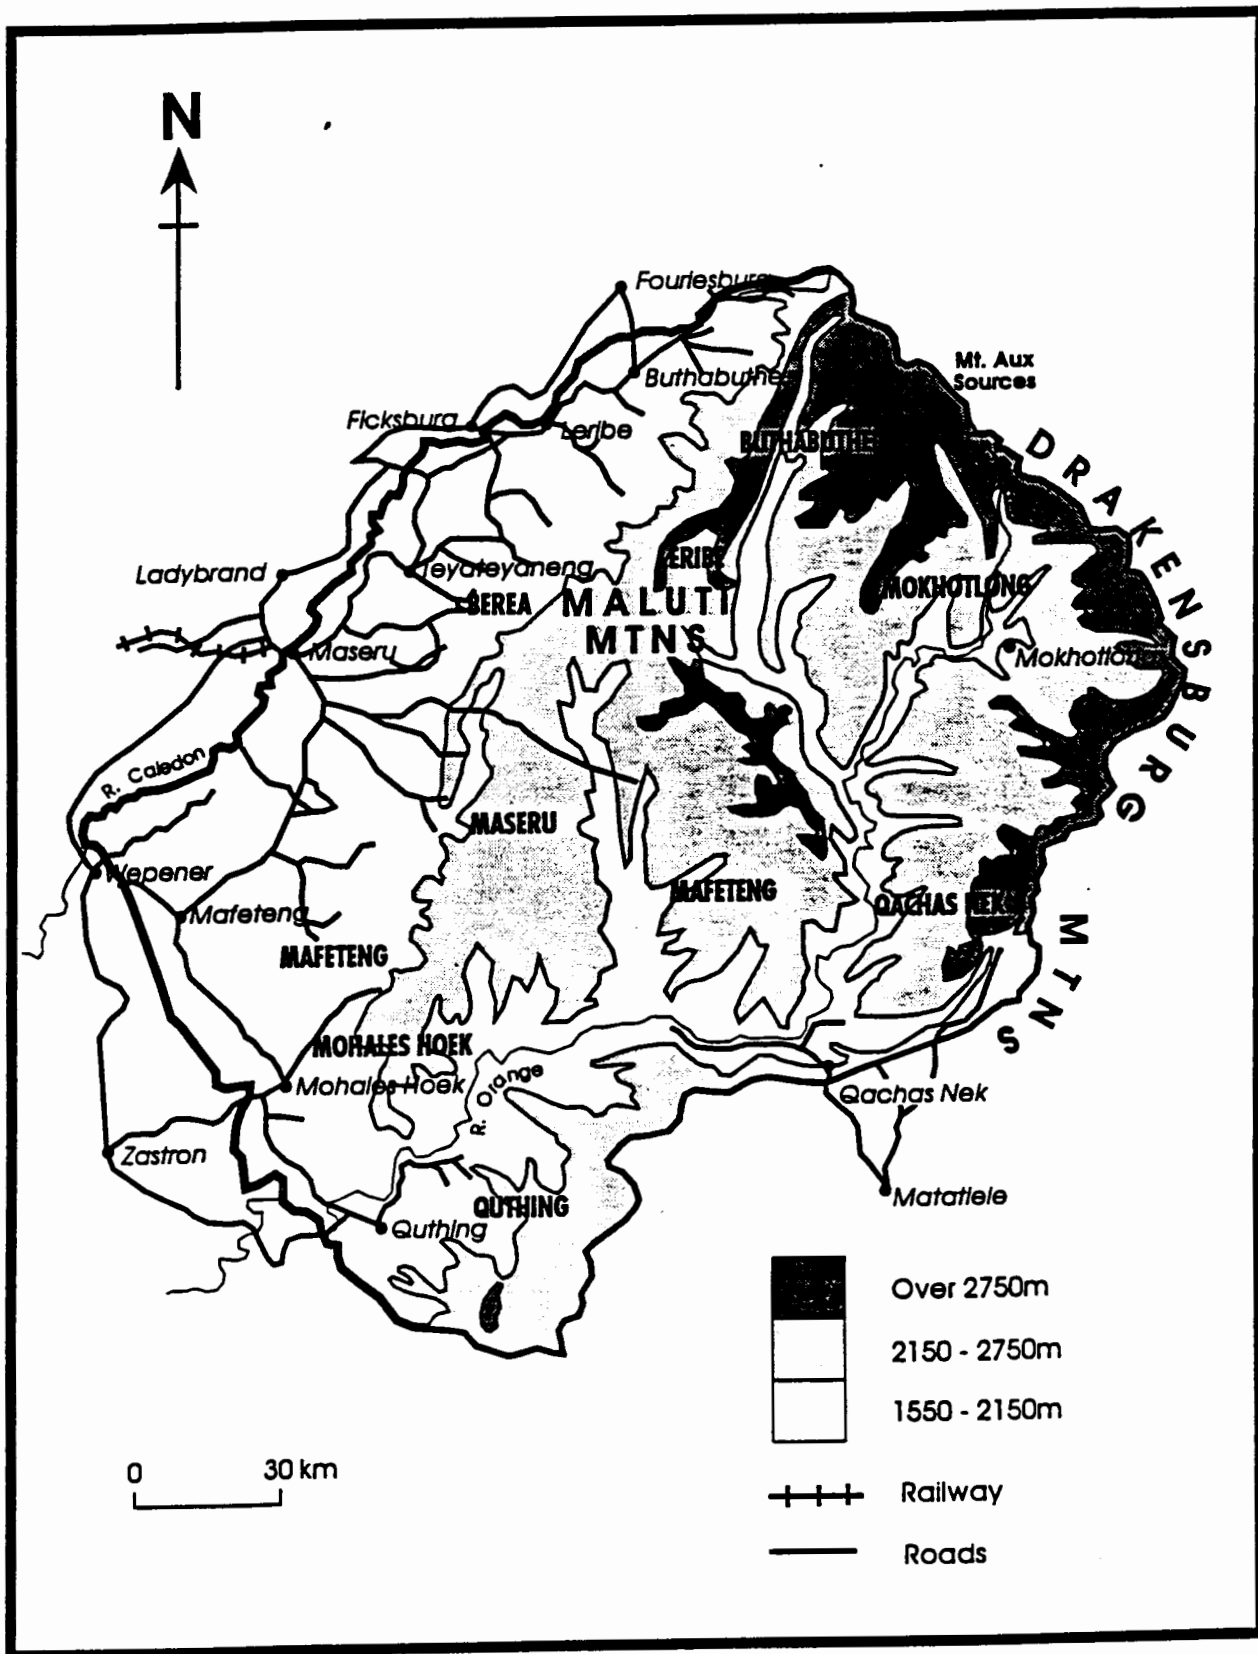 N
Fouriesburg
Mt. Aux
Sources
Buthabuthe
Ficksburg
Leribe
BUTHABUTHE
DRAKENSBURG
MTNS
Ladybrand
Teyateyaneng
ERIBE
BEREA
MALUTI
MTNS
MOKHOTLONG
Maseru
Mokhotlong
R. Caledon
MASERU
Wepener
MAFETENG
QACHAS NEK
Mafeteng
MAFETENG
MOHALES HOEK
Mohales Hoek
R. Orange
Qachas Nek
Zastron
Matatiele
QUTHING
Quthing
Over 2750m
2150 - 2750m
1550 - 2150m
0 30 km
Railway
Roads